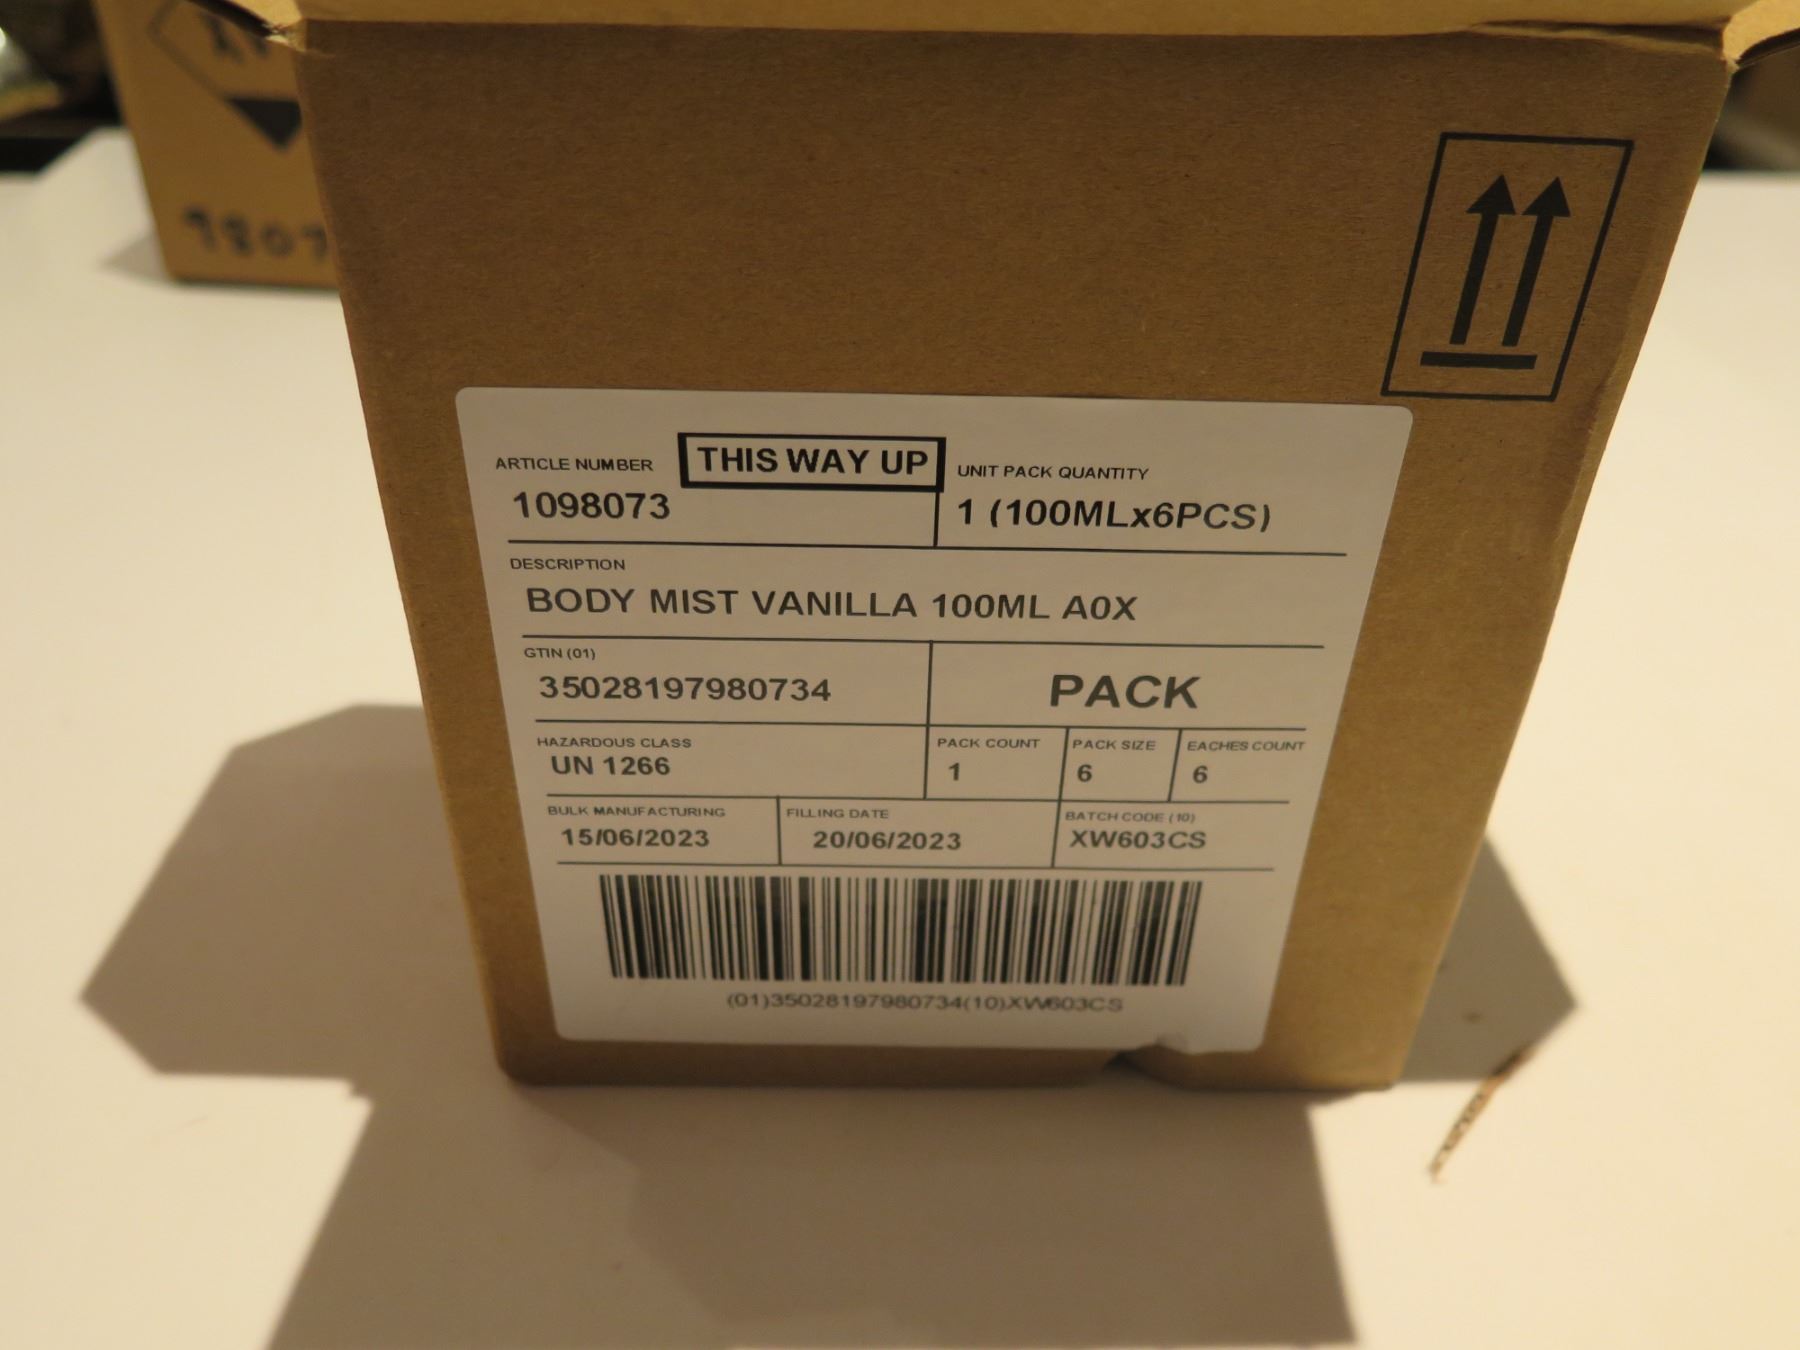 7807
ARTICLE NUMBER
THIS WAY UP
UNIT PACK QUANTITY
1098073
1 (100MLx6PCS)
DESCRIPTION
BODY MIST VANILLA 100ML A0X
GTIN (01)
35028197980734
PACK
HAZARDOUS CLASS
UN 1266
PACK COUNT
1
PACK SIZE
6
EACHES COUNT
6
BULK MANUFACTURING
15/06/2023
FILLING DATE
20/06/2023
BATCH CODE (10)
XW603CS
(01)35028197980734(10)XW603CS